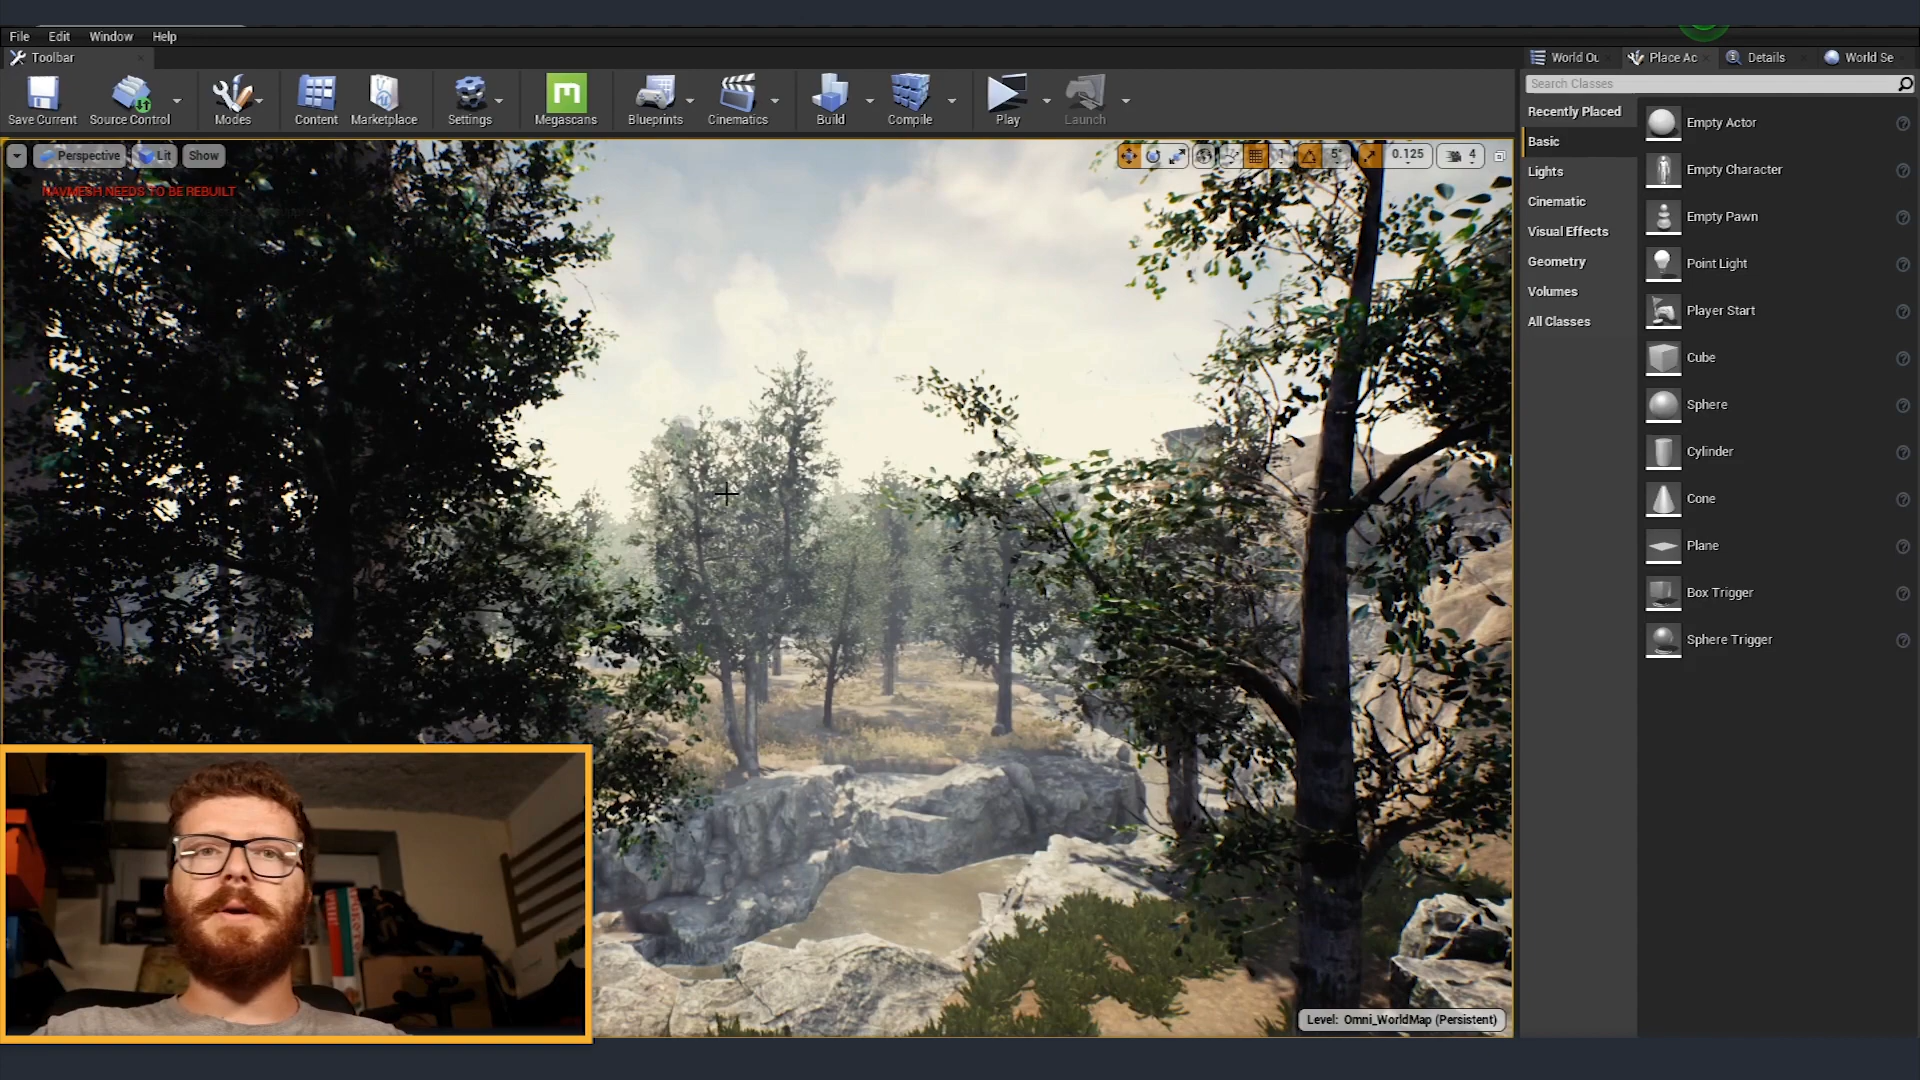 File Edit Window Help
Toolbar
World Ou Place Ac Details World Se
Search Classes
Save Current Source Control Modes Content Marketplace Settings Megascans Blueprints Cinematics Build Compile Play Launch
Recently Placed
Basic
Lights
Cinematic
Visual Effects
Geometry
Volumes
All Classes
Empty Actor
Empty Character
Empty Pawn
Point Light
Player Start
Cube
Sphere
Cylinder
Cone
Plane
Box Trigger
Sphere Trigger
Perspective Lit Show
5° 0.125 4
NAVMESH NEEDS TO BE REBUILT
Level: Omni_WorldMap (Persistent)